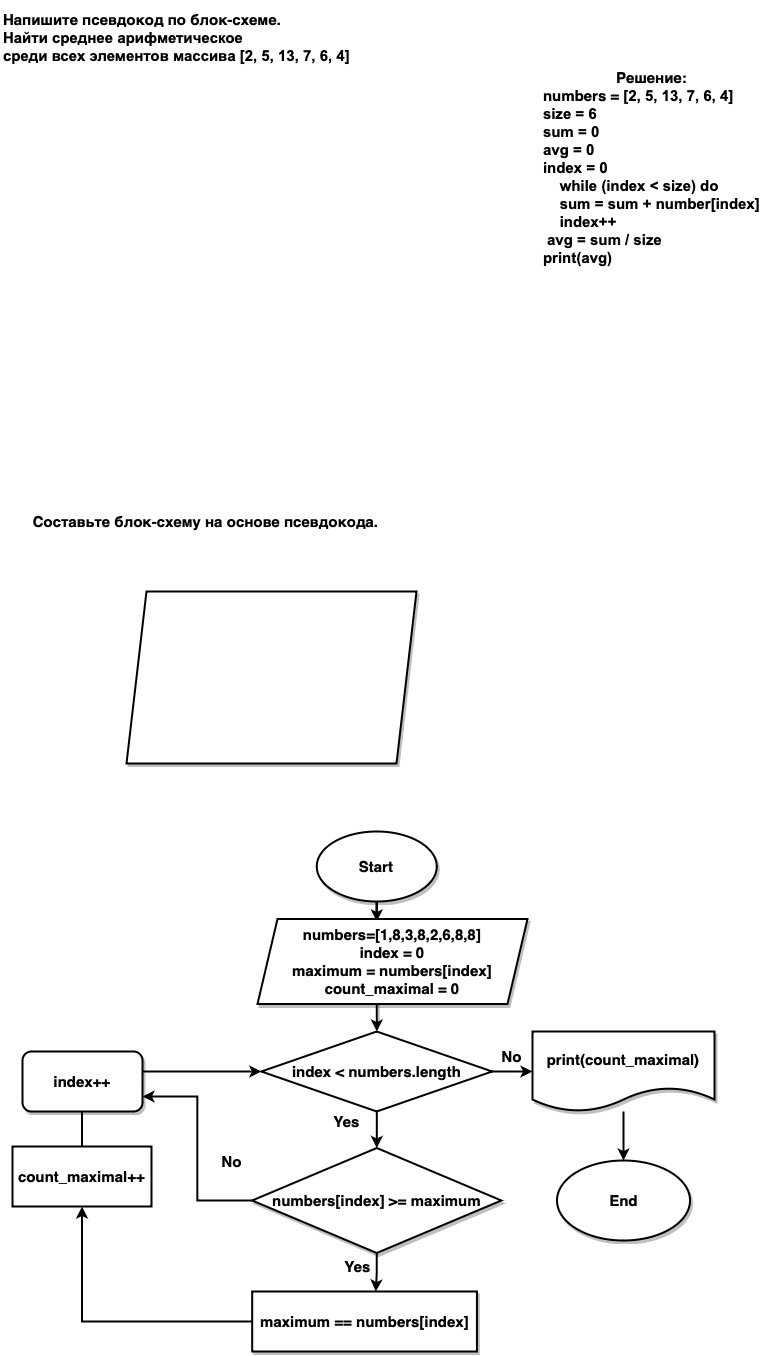 Напишите псевдокод по блок-схеме.
Найти среднее арифметическое
среди всех элементов массива [2, 5, 13, 7, 6, 4]
Решение:
numbers = [2, 5, 13, 7, 6, 4]
size = 6
sum = 0
avg = 0
index = 0
while (index < size) do
sum = sum + number[index]
index++
avg = sum / size
print(avg)
Составьте блок-схему на основе псевдокода.
Start
numbers=[1,8,3,8,2,6,8,8]
index = 0
maximum = numbers[index]
count_maximal = 0
index < numbers.length
No
print(count_maximal)
index++
Yes
No
count_maximal++
numbers[index] >= maximum
End
Yes
maximum == numbers[index]